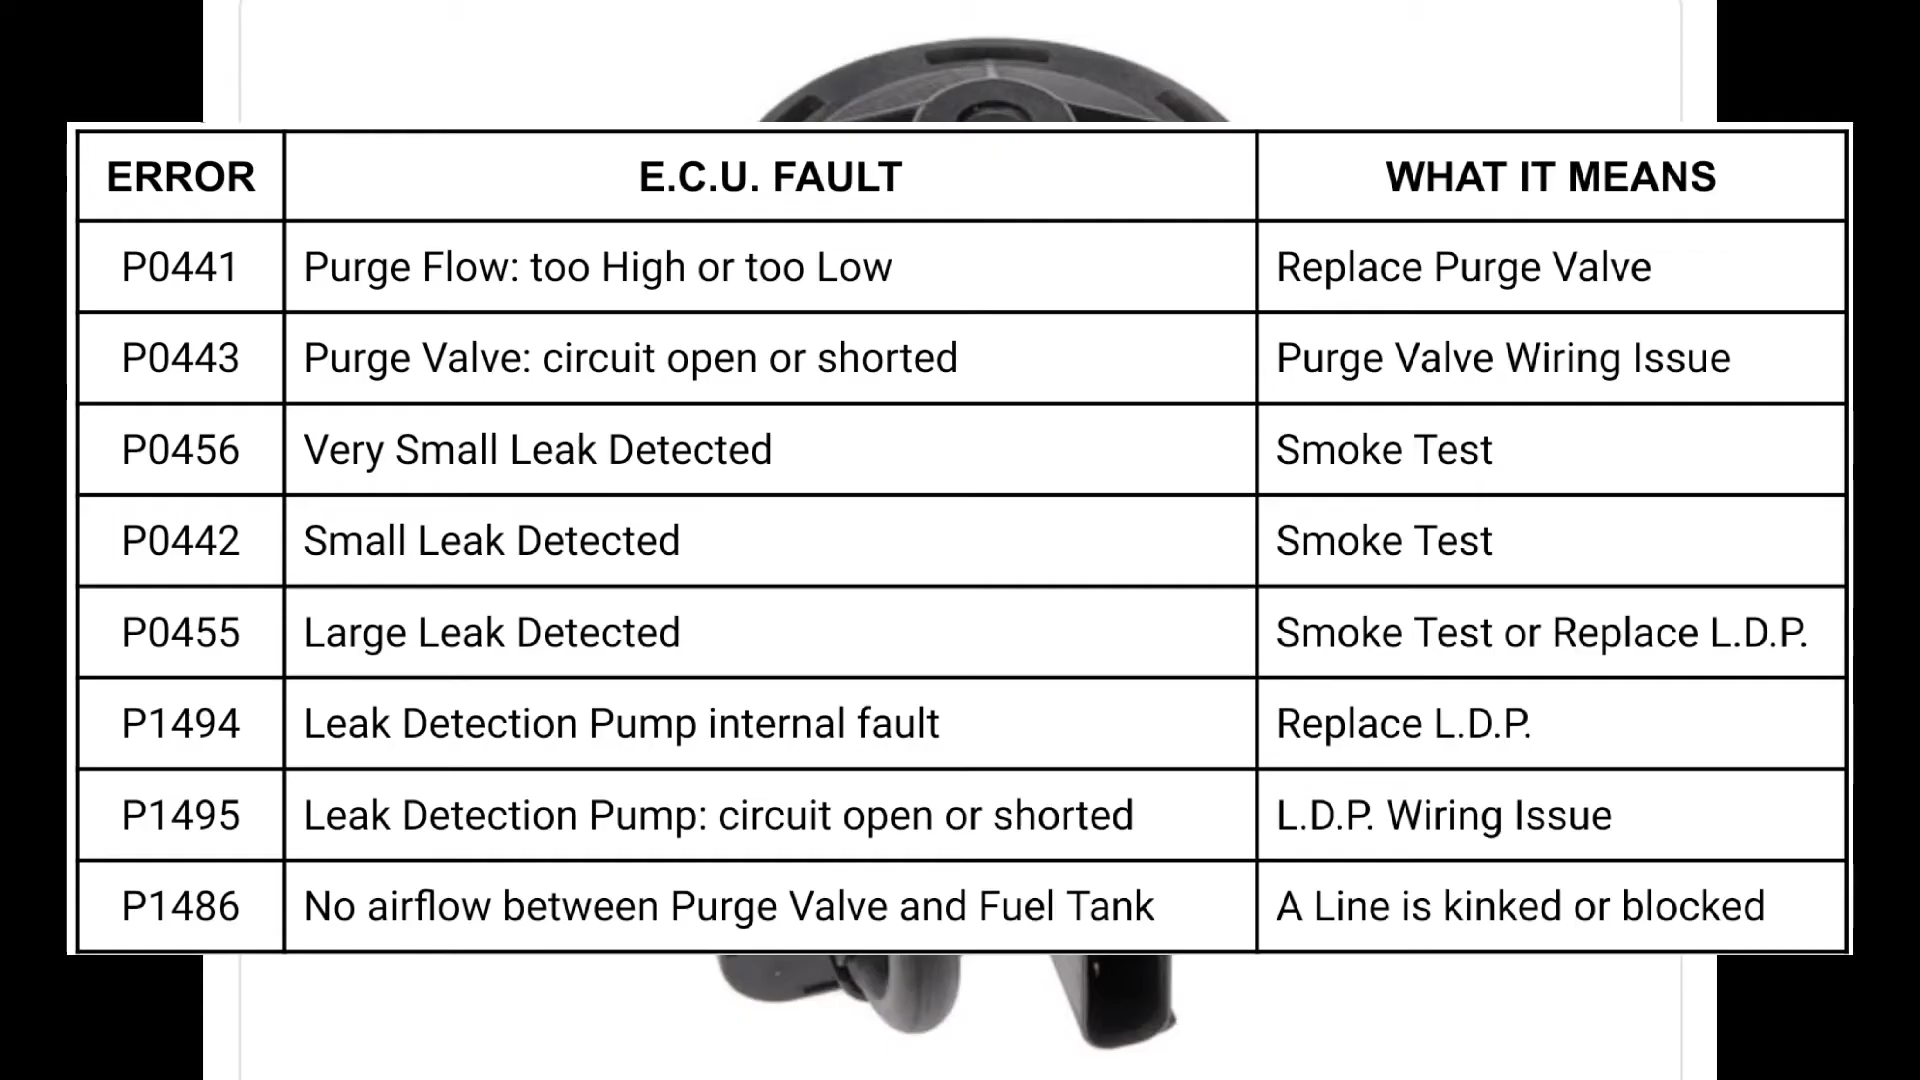 ERROR E.C.U. FAULT WHAT IT MEANS
P0441 Purge Flow: too High or too Low Replace Purge Valve
P0443 Purge Valve: circuit open or shorted Purge Valve Wiring Issue
P0456 Very Small Leak Detected Smoke Test
P0442 Small Leak Detected Smoke Test
P0455 Large Leak Detected Smoke Test or Replace L.D.P.
P1494 Leak Detection Pump internal fault Replace L.D.P.
P1495 Leak Detection Pump: circuit open or shorted L.D.P. Wiring Issue
P1486 No airflow between Purge Valve and Fuel Tank A Line is kinked or blocked